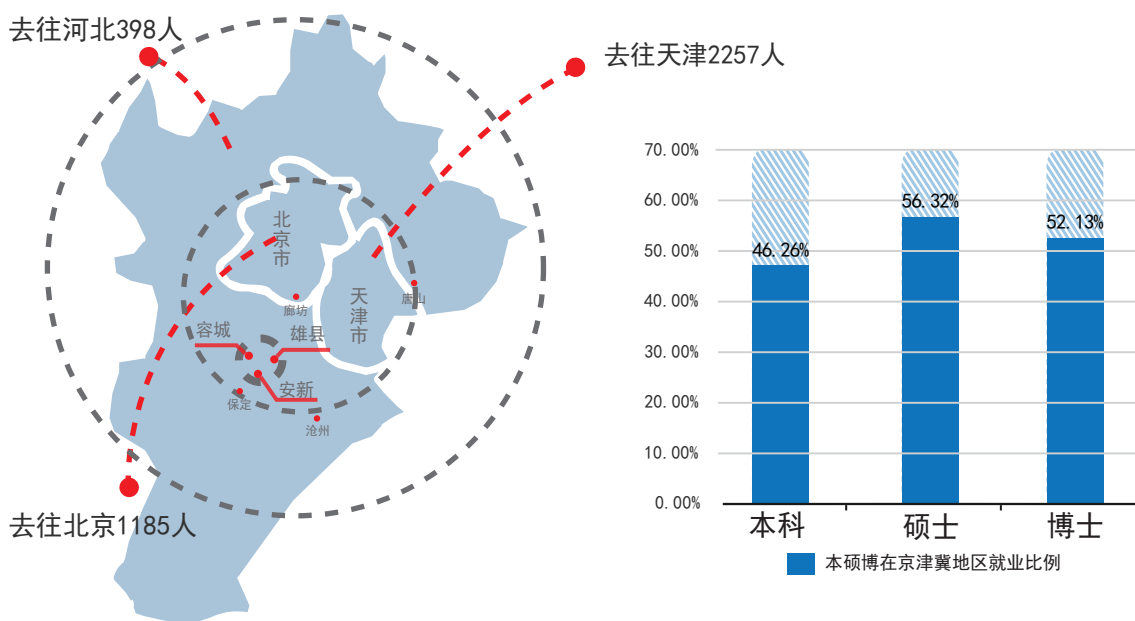 去往河北398人
去往天津2257人
北京市
天津市
廊坊
唐山
容城
雄县
安新
保定
沧州
去往北京1185人
70.00%
60.00%
50.00%
40.00%
30.00%
20.00%
10.00%
0.00%
46.26%
56.32%
52.13%
本科
硕士
博士
本硕博在京津冀地区就业比例